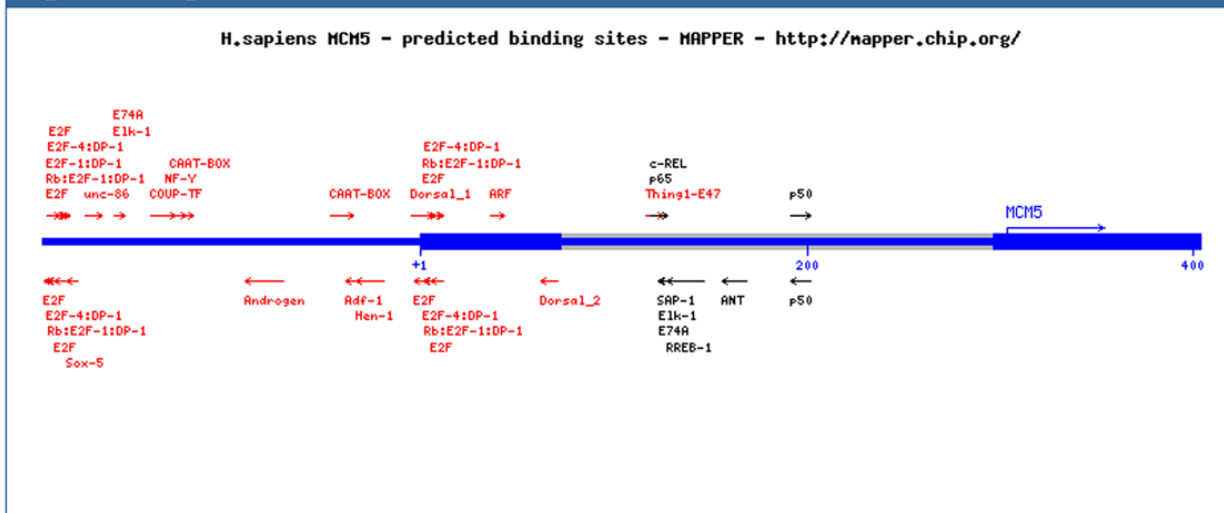 H.sapiens MCM5 - predicted binding sites - MAPPER - http://mapper.chip.org/
E74A
E2F Elk-1
E2F-4:DP-1 E2F-4:DP-1
E2F-1:DP-1 CAAT-BOX Rb:E2F-1:DP-1 c-REL
Rb:E2F-1:DP-1 NF-Y E2F p65
E2F unc-86 COUP-TF CAAT-BOX Dorsal_1 ARF Thing1-E47 p50
MCM5
+1 200 400
E2F Androgen Adf-1 E2F Dorsal_2 SAP-1 ANT p50
E2F-4:DP-1 Hen-1 E2F-4:DP-1 Elk-1
Rb:E2F-1:DP-1 Rb:E2F-1:DP-1 E74A
E2F E2F RREB-1
Sox-5